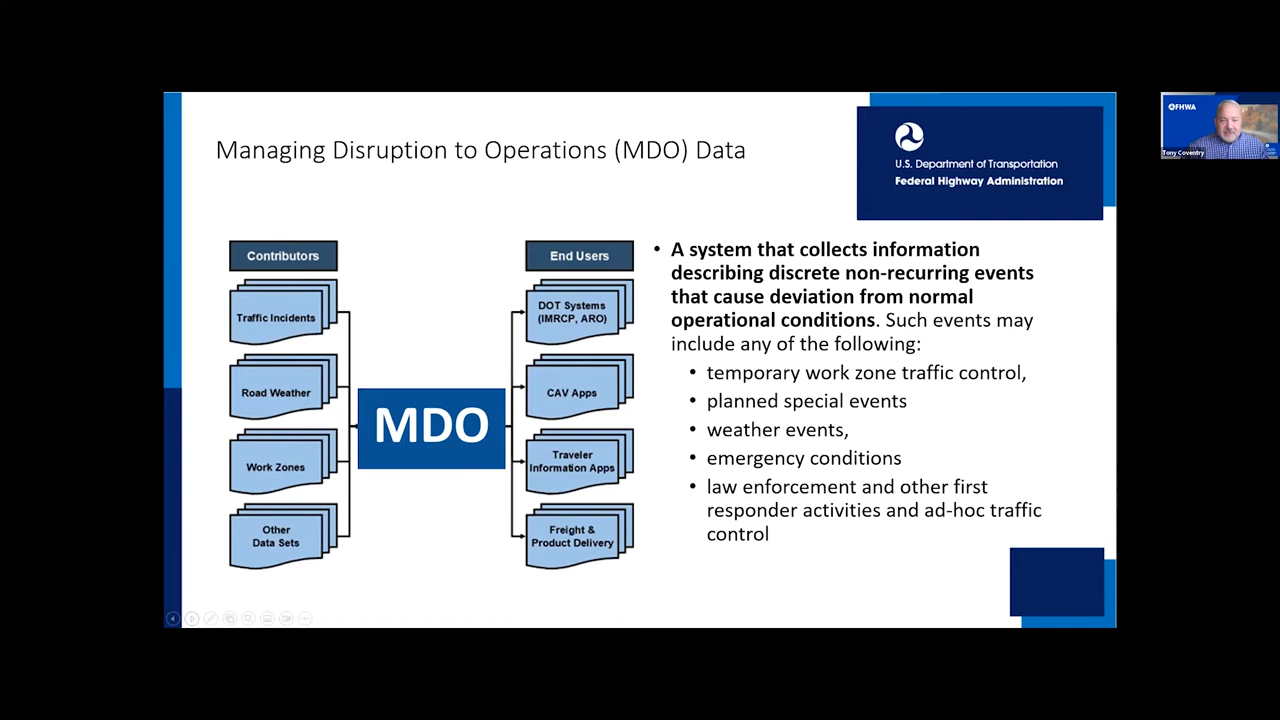 Managing Disruption to Operations (MDO) Data
U.S. Department of Transportation
Federal Highway Administration
FHWA
Tony Coventry
Contributors
Traffic Incidents
Road Weather
Work Zones
Other
Data Sets
MDO
End Users
DOT Systems
(IMRCP, ARO)
CAV Apps
Traveler
Information Apps
Freight &
Product Delivery
• A system that collects information
describing discrete non-recurring events
that cause deviation from normal
operational conditions. Such events may
include any of the following:
• temporary work zone traffic control,
• planned special events
• weather events,
• emergency conditions
• law enforcement and other first
responder activities and ad-hoc traffic
control